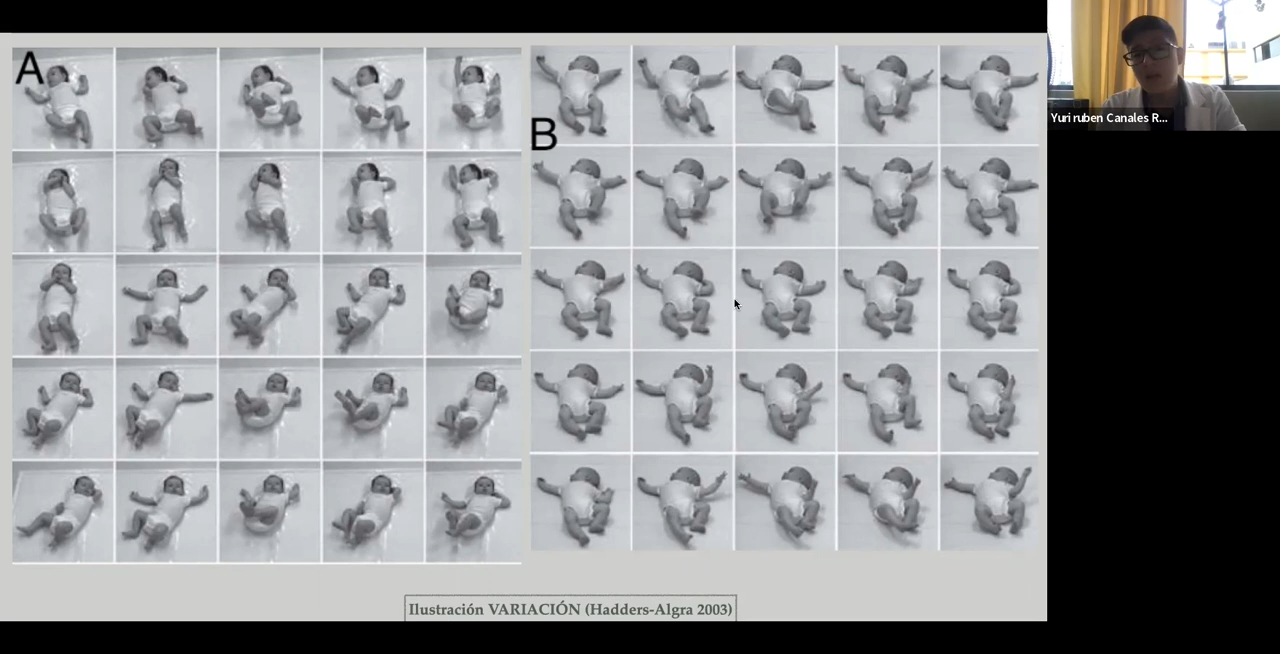 A
B
Yuri ruben Canales R...
Ilustración VARIACIÓN (Hadders-Algra 2003)